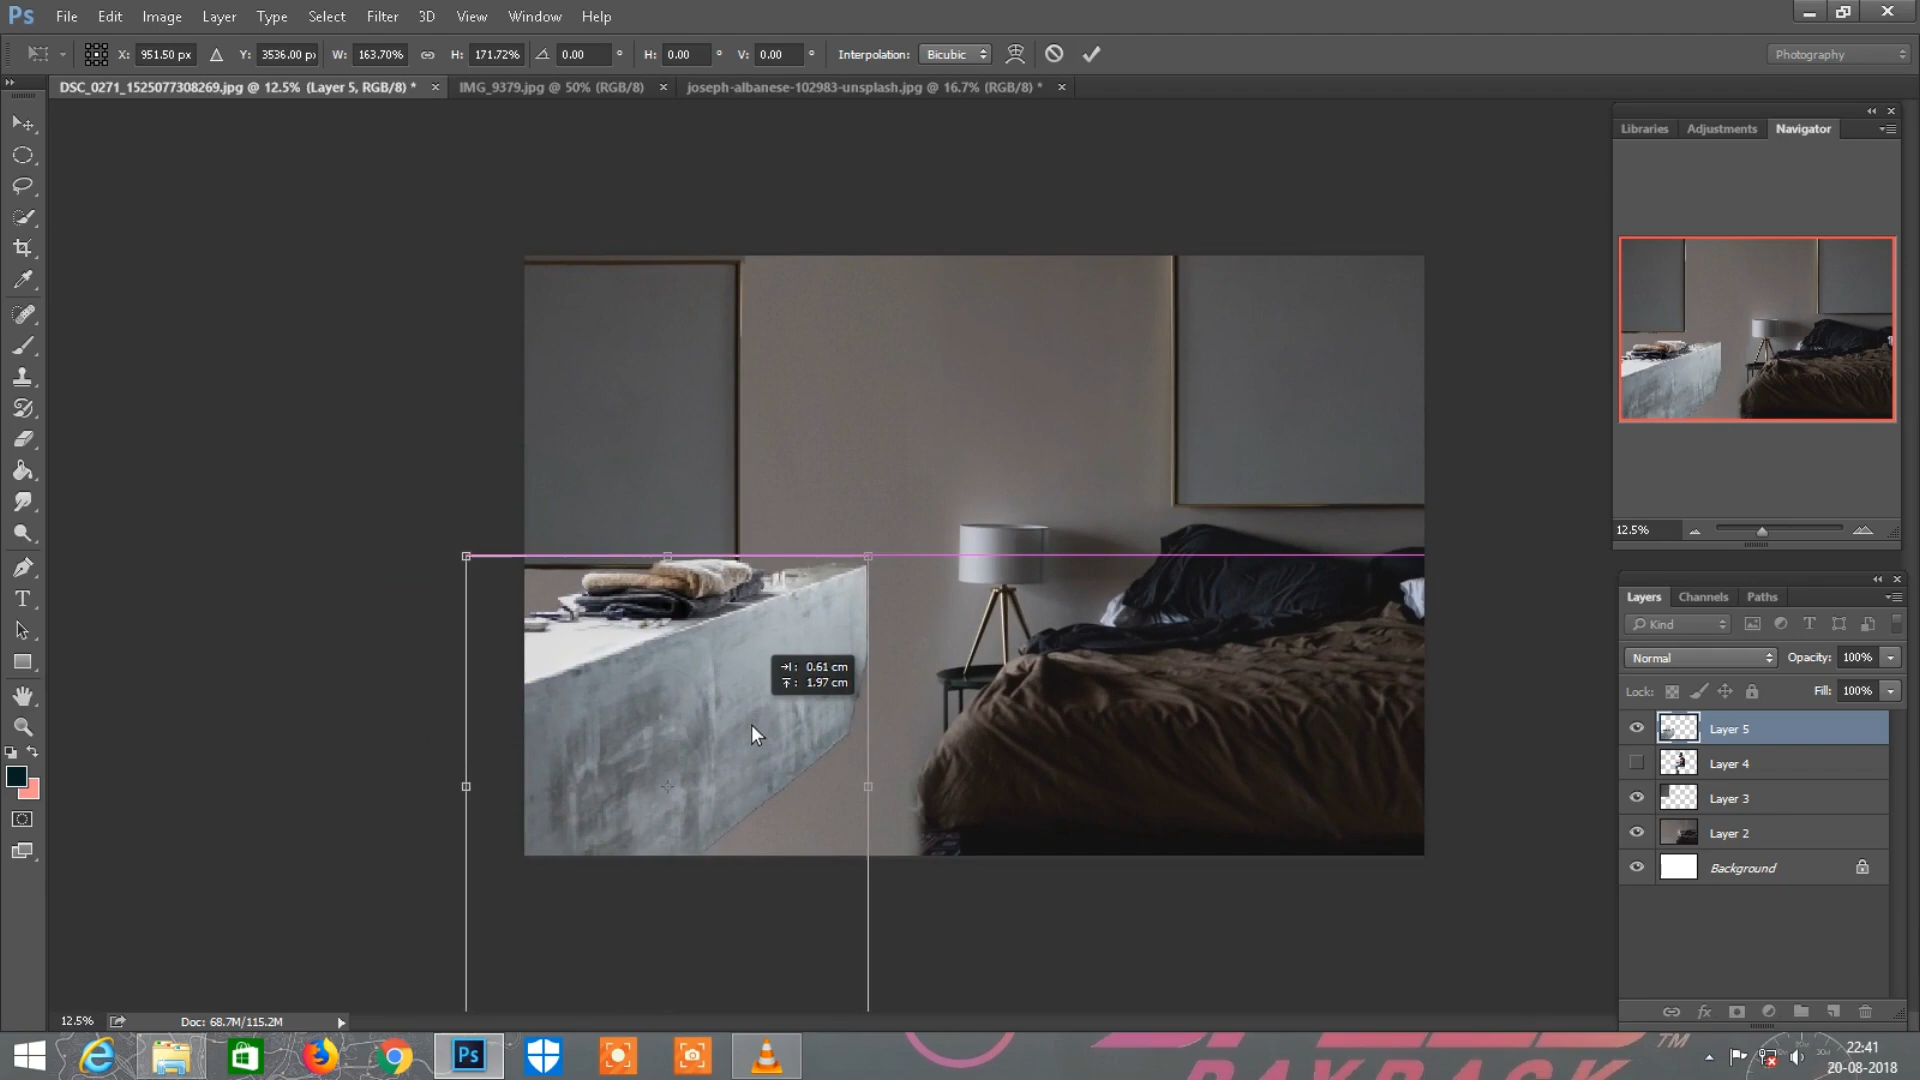 Ps File Edit Image Layer Type Select Filter 3D View Window Help
X: 951.50 px Y: 3536.00 px W: 163.70% H: 171.72% 0.00 ° H: 0.00 ° V: 0.00 ° Interpolation: Bicubic Photography
DSC_0271_1525077308269.jpg @ 12.5% (Layer 5, RGB/8) * × IMG_9379.jpg @ 50% (RGB/8) × joseph-albanese-102983-unsplash.jpg @ 16.7% (RGB/8) * ×
Libraries Adjustments Navigator
12.5%
0.61 cm
1.97 cm
Layers Channels Paths
Kind
Normal Opacity: 100%
Lock: Fill: 100%
Layer 5
Layer 4
Layer 3
Layer 2
Background
12.5% Doc: 68.7M/115.2M
Ps
PAYBACK
TM
22:41
20-08-2018